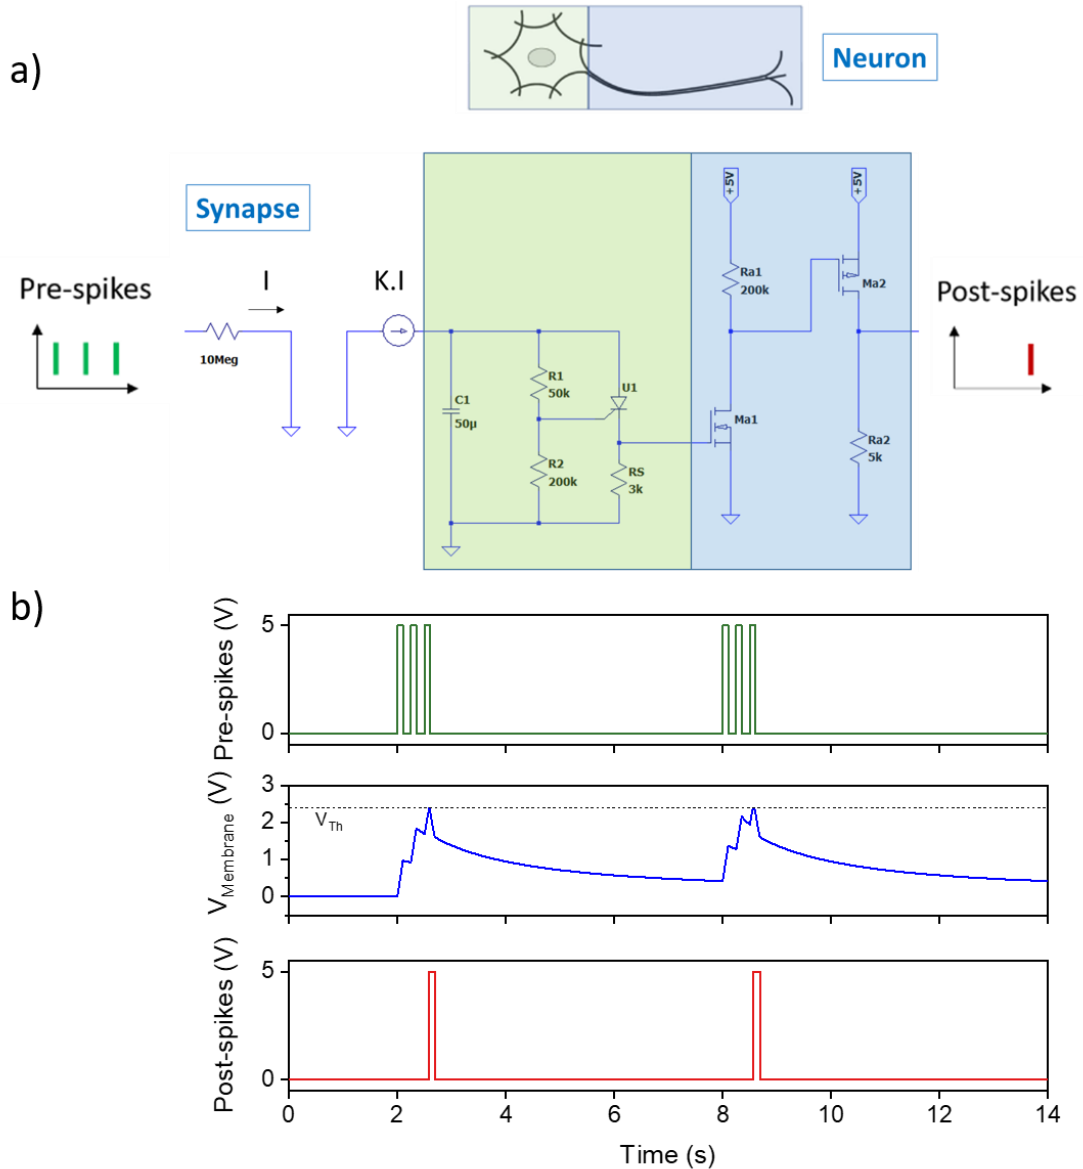 a)
Neuron
Synapse
+5V
+5V
Pre-spikes
I
K.I
Ra1
200k
Ma2
Post-spikes
10Meg
R1
50k
U1
C1
50µ
Ma1
R2
200k
RS
3k
Ra2
5k
b)
Pre-spikes (V)
5
0
V_Membrane (V)
3
2
1
0
V_Th
Post-spikes (V)
5
0
0 2 4 6 8 10 12 14
Time (s)